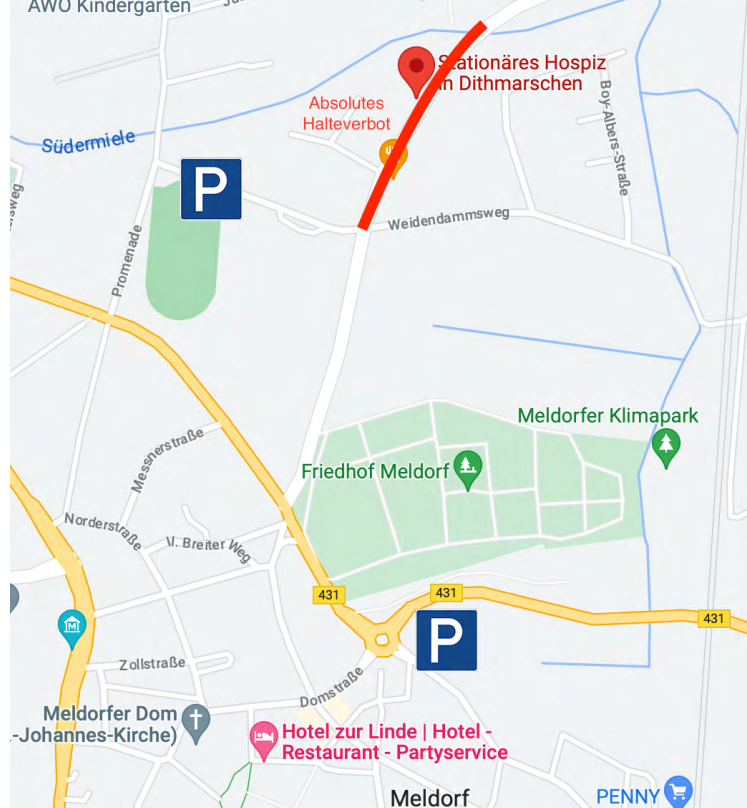 AWO Kindergarten
Stationäres Hospiz
in Dithmarschen
Absolutes
Halteverbot
Südermiele
Boy-Albers-Straße
P
Weidendammsweg
Promenade
Meldorfer Klimapark
Messnerstraße
Friedhof Meldorf
Norderstraße
V. Breiter Weg
431
431
431
P
Zollstraße
Domstraße
Meldorfer Dom
-Johannes-Kirche)
Hotel zur Linde | Hotel -
Restaurant - Partyservice
Meldorf
PENNY